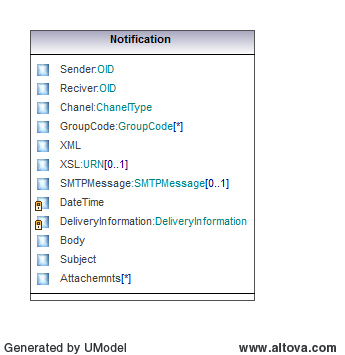 Notification
Sender:OID
Reciver:OID
Chanel:ChanelType
GroupCode:GroupCode[*]
XML
XSL:URN[0..1]
SMTPMessage:SMTPMessage[0..1]
DateTime
DeliveryInformation:DeliveryInformation
Body
Subject
Attachemnts[*]
Generated by UModel www.altova.com